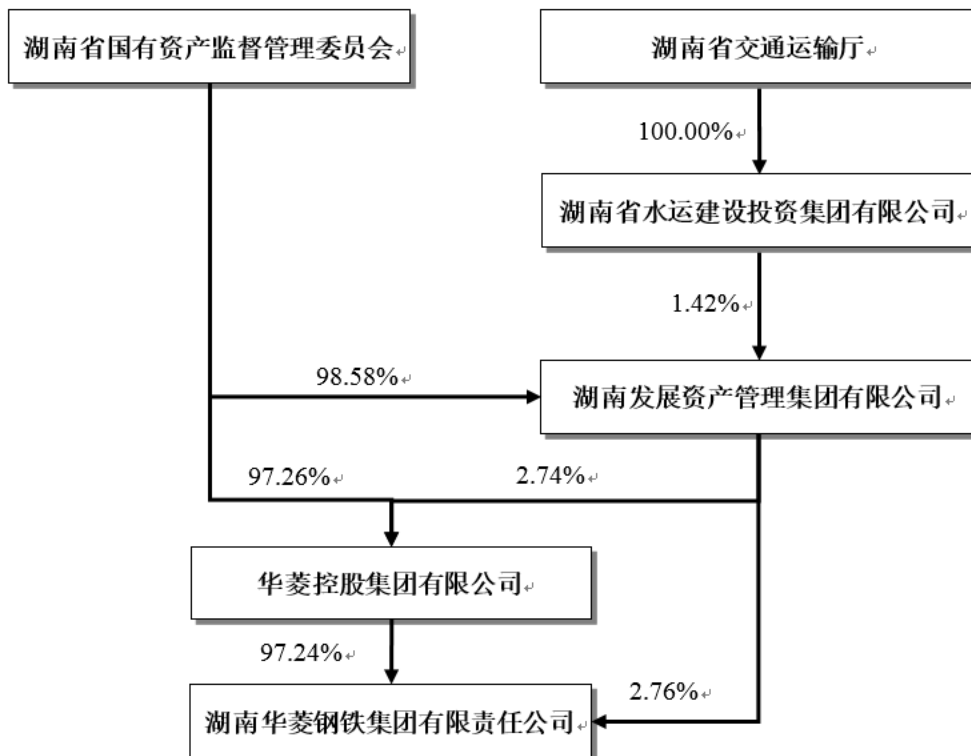 湖南省国有资产监督管理委员会
湖南省交通运输厅
100.00%
湖南省水运建设投资集团有限公司
1.42%
98.58%
湖南发展资产管理集团有限公司
97.26%
2.74%
华菱控股集团有限公司
97.24%
2.76%
湖南华菱钢铁集团有限责任公司